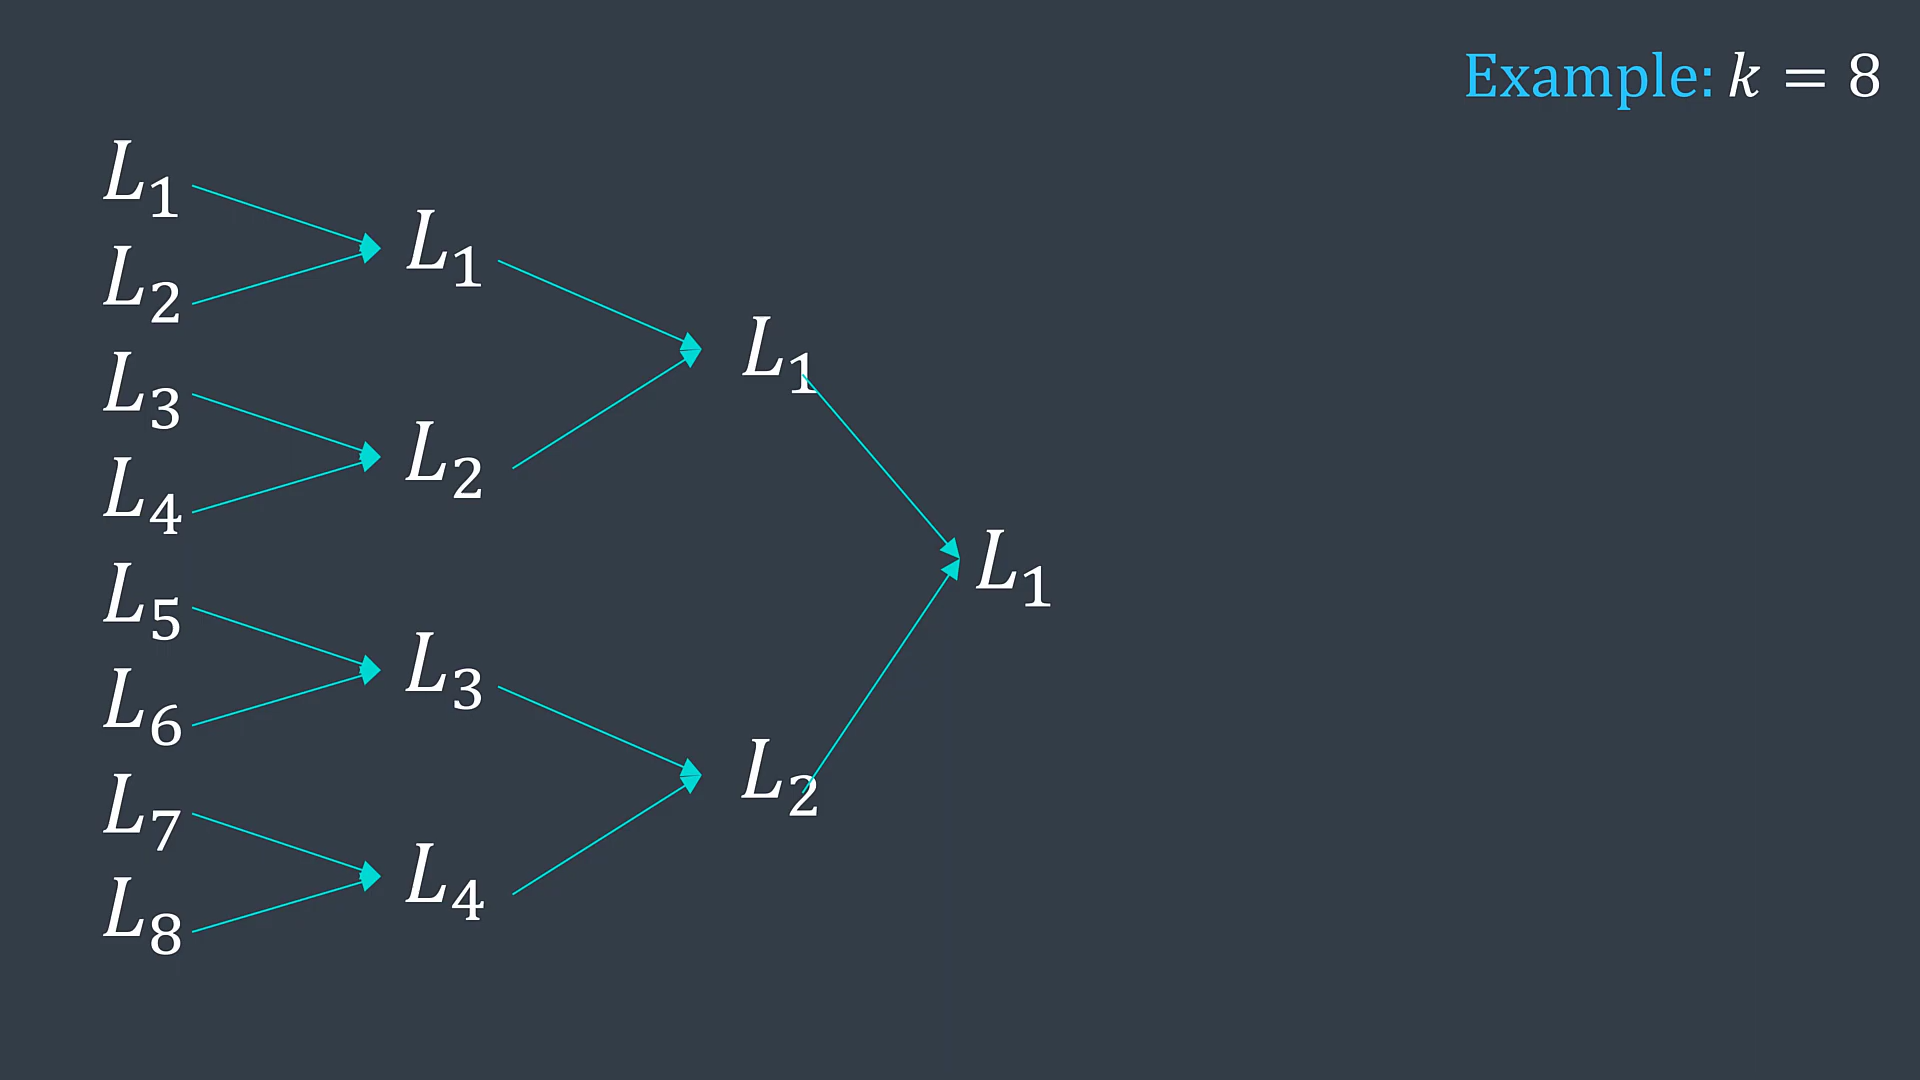 Example: k = 8
L₁
L₂
L₃
L₄
L₅
L₆
L₇
L₈
L₁
L₂
L₃
L₄
L₁
L₂
L₁